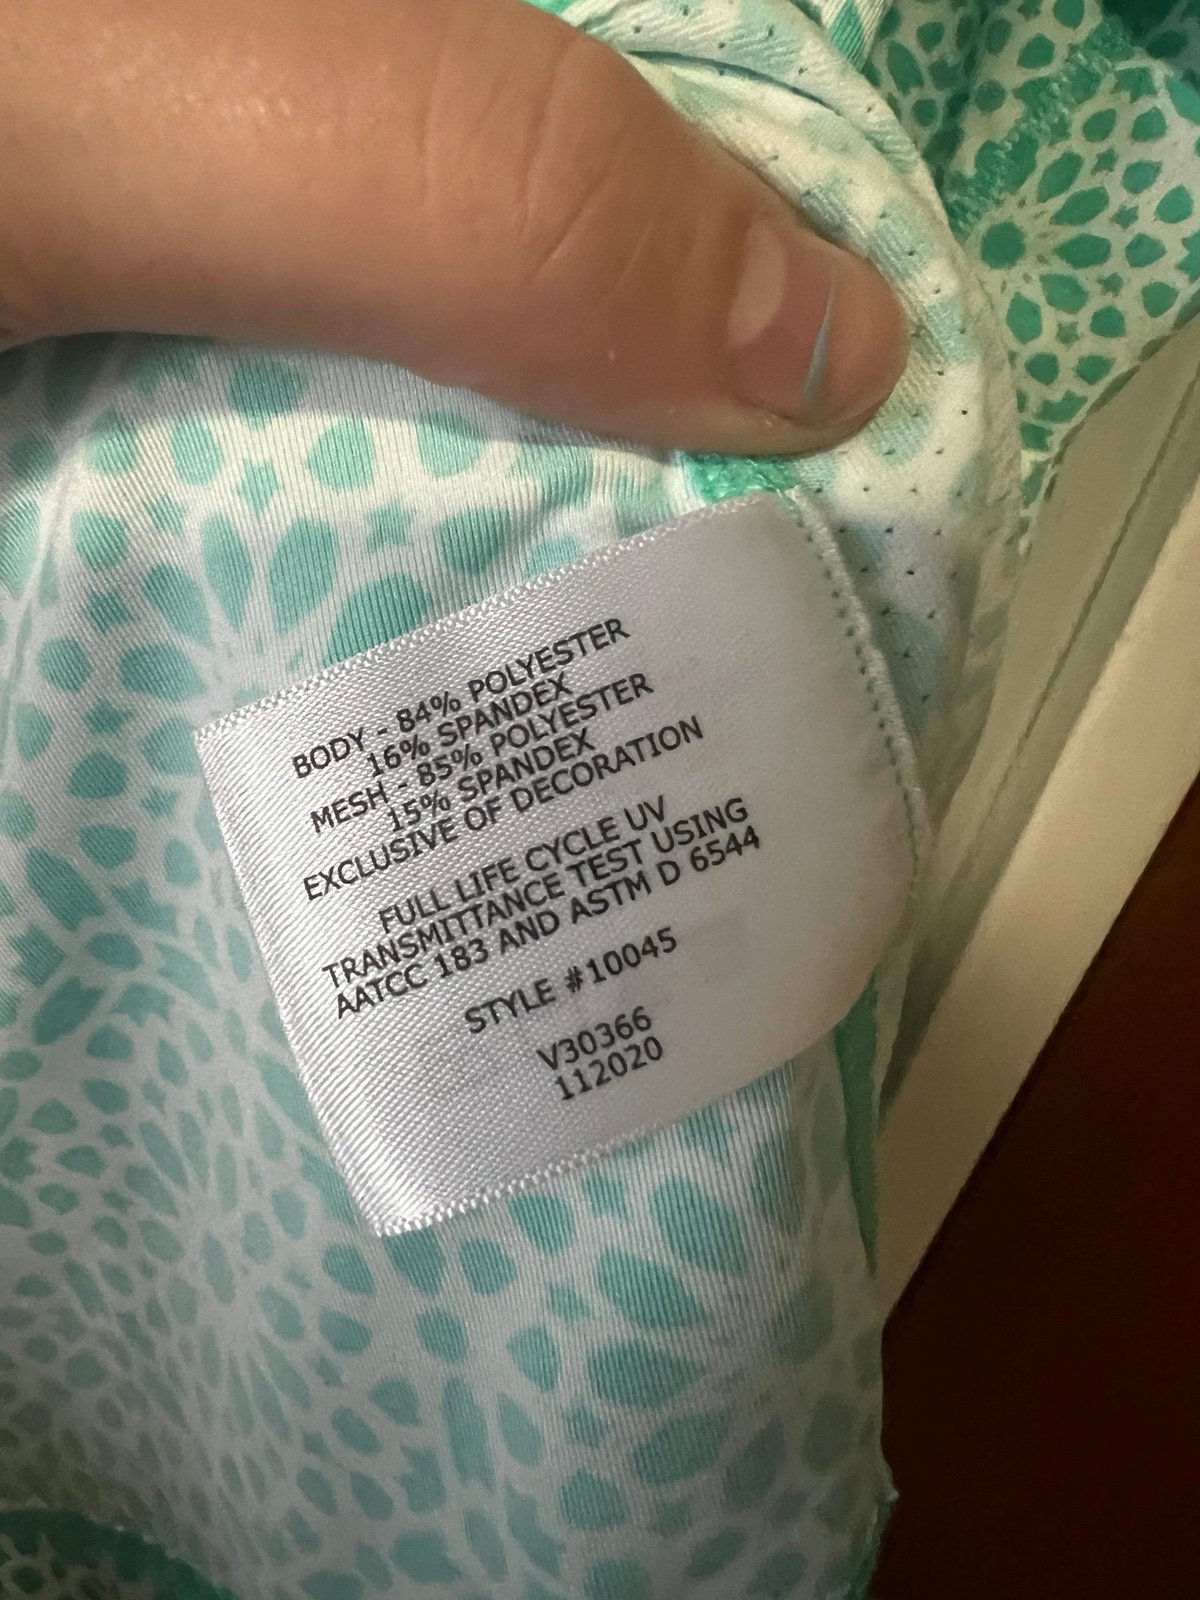 BODY - 84% POLYESTER
16% SPANDEX
MESH - 85% POLYESTER
15% SPANDEX
EXCLUSIVE OF DECORATION
FULL LIFE CYCLE UV
TRANSMITTANCE TEST USING
AATCC 183 AND ASTM D 6544
STYLE #10045
V30366
112020